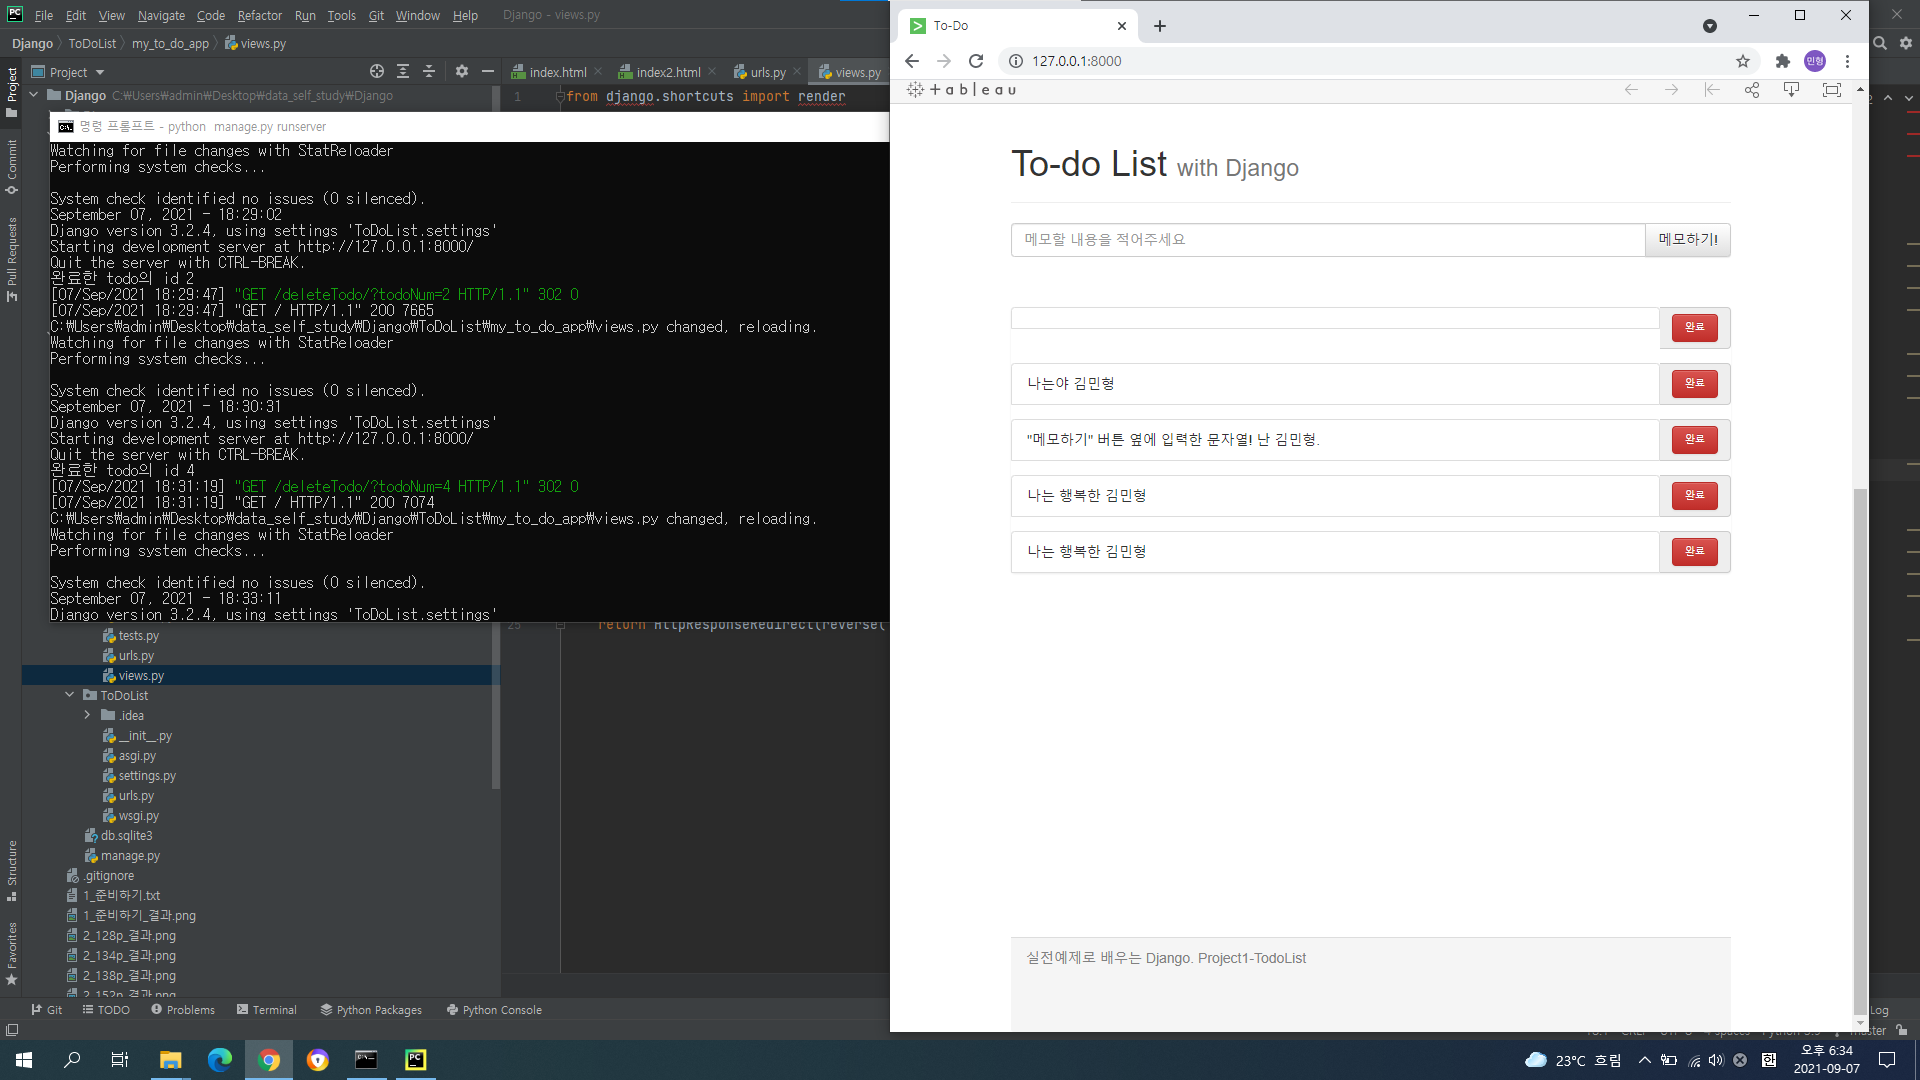 File Edit View Navigate Code Refactor Run Tools Git Window Help Django - views.py
Django ToDoList my_to_do_app views.py
Project
index.html index2.html urls.py views.py
Django C:₩Users₩admin₩Desktop₩data_self_study₩Django
1 from django.shortcuts import render
명령 프롬프트 - python manage.py runserver
Watching for file changes with StatReloader
Performing system checks...
System check identified no issues (0 silenced).
September 07, 2021 - 18:29:02
Django version 3.2.4, using settings 'ToDoList.settings'
Starting development server at http://127.0.0.1:8000/
Quit the server with CTRL-BREAK.
완료한 todo의 id 2
[07/Sep/2021 18:29:47] "GET /deleteTodo/?todoNum=2 HTTP/1.1" 302 0
[07/Sep/2021 18:29:47] "GET / HTTP/1.1" 200 7665
C:₩Users₩admin₩Desktop₩data_self_study₩Django₩ToDoList₩my_to_do_app₩views.py changed, reloading.
Watching for file changes with StatReloader
Performing system checks...
System check identified no issues (0 silenced).
September 07, 2021 - 18:30:31
Django version 3.2.4, using settings 'ToDoList.settings'
Starting development server at http://127.0.0.1:8000/
Quit the server with CTRL-BREAK.
완료한 todo의 id 4
[07/Sep/2021 18:31:19] "GET /deleteTodo/?todoNum=4 HTTP/1.1" 302 0
[07/Sep/2021 18:31:19] "GET / HTTP/1.1" 200 7074
C:₩Users₩admin₩Desktop₩data_self_study₩Django₩ToDoList₩my_to_do_app₩views.py changed, reloading.
Watching for file changes with StatReloader
Performing system checks...
System check identified no issues (0 silenced).
September 07, 2021 - 18:33:11
Django version 3.2.4, using settings 'ToDoList.settings'
25 return HttpResponseRedirect(reverse(
tests.py
urls.py
views.py
ToDoList
.idea
__init__.py
asgi.py
settings.py
urls.py
wsgi.py
db.sqlite3
manage.py
.gitignore
1_준비하기.txt
1_준비하기_결과.png
2_128p_결과.png
2_134p_결과.png
2_138p_결과.png
2_152p_결과.png
Project
Commit
Pull Requests
Structure
Favorites
Git TODO Problems Terminal Python Packages Python Console
To-Do
127.0.0.1:8000
민형
+ableau
To-do List with Django
메모할 내용을 적어주세요 메모하기!
완료
나는야 김민형 완료
"메모하기" 버튼 옆에 입력한 문자열! 난 김민형. 완료
나는 행복한 김민형 완료
나는 행복한 김민형 완료
실전예제로 배우는 Django. Project1-TodoList
Log
master
23°C 흐림
한
오후 6:34
2021-09-07